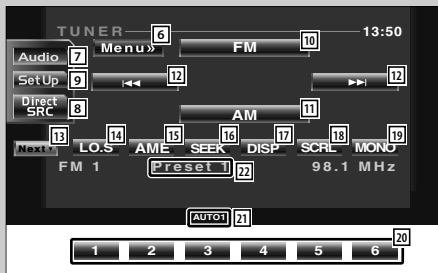 TUNER 6 13:50
Menu» FM 10
Audio 7
SetUp 9 |◀◀ 12 ▶▶| 12
Direct SRC 8
AM 11
13 14 15 16 17 18 19
Next LO.S AME SEEK DISP SCRL MONO
FM 1 Preset 1 22 98.1 MHz
AUTO1 21
20
1 2 3 4 5 6